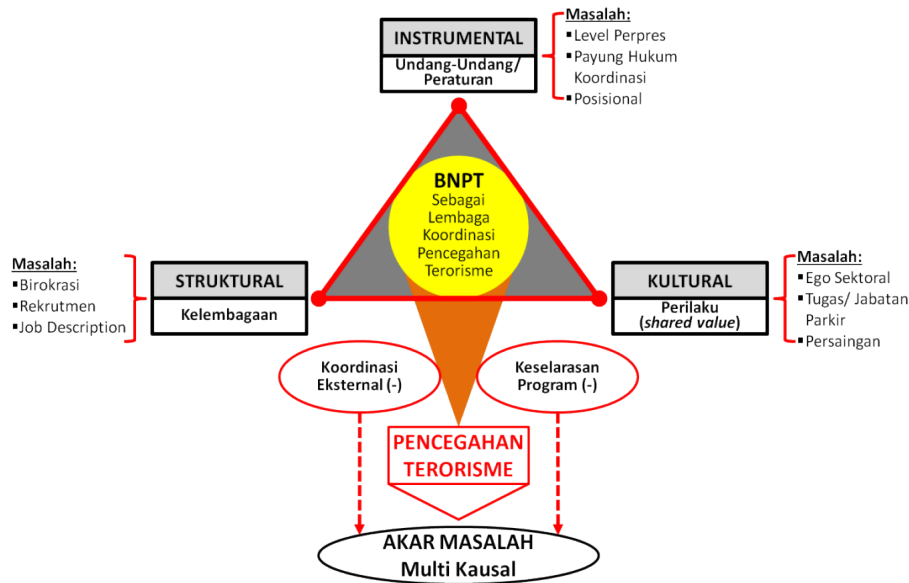 INSTRUMENTAL
Undang-Undang/
Peraturan
Masalah:
▪Level Perpres
▪Payung Hukum
Koordinasi
▪Posisional
BNPT
Sebagai
Lembaga
Koordinasi
Pencegahan
Terorisme
Masalah:
▪Birokrasi
▪Rekrutmen
▪Job Description
STRUKTURAL
Kelembagaan
KULTURAL
Perilaku
(shared value)
Masalah:
▪Ego Sektoral
▪Tugas/ Jabatan
Parkir
▪Persaingan
Koordinasi
Eksternal (-)
Keselarasan
Program (-)
PENCEGAHAN
TERORISME
AKAR MASALAH
Multi Kausal